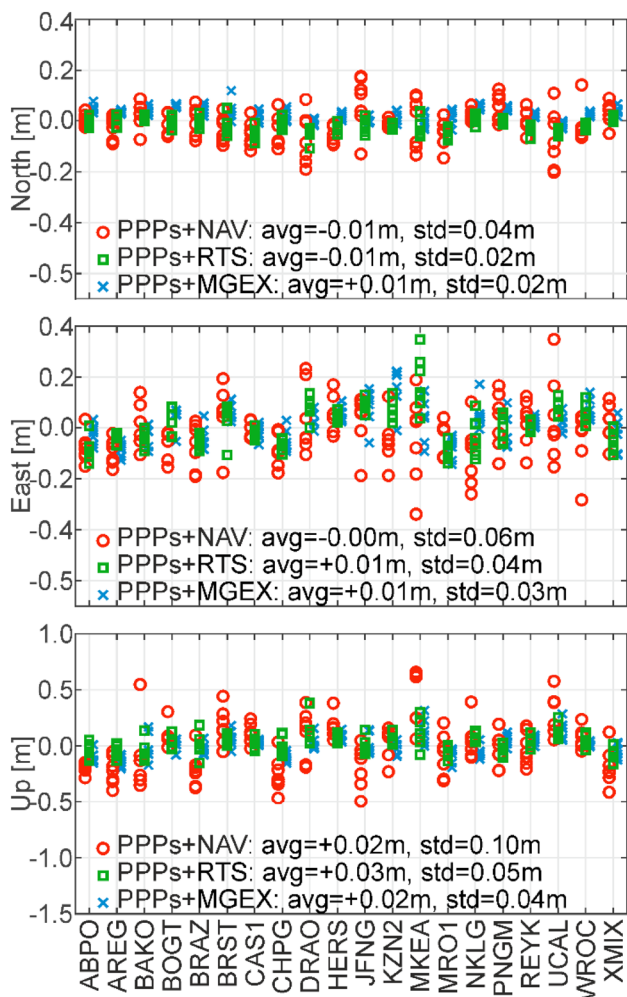 0.4
0.2
0.0
-0.2
-0.4
-0.6
North [m]
PPPs+NAV: avg=-0.01m, std=0.04m
PPPs+RTS: avg=-0.01m, std=0.02m
PPPs+MGEX: avg=+0.01m, std=0.02m
0.4
0.2
0.0
-0.2
-0.4
-0.6
East [m]
PPPs+NAV: avg=-0.00m, std=0.06m
PPPs+RTS: avg=+0.01m, std=0.04m
PPPs+MGEX: avg=+0.01m, std=0.03m
1.0
0.5
0.0
-0.5
-1.0
-1.5
Up [m]
PPPs+NAV: avg=+0.02m, std=0.10m
PPPs+RTS: avg=+0.03m, std=0.05m
PPPs+MGEX: avg=+0.02m, std=0.04m
ABPO
AREG
BAKO
BOGT
BRAZ
BRST
CAS1
CHPG
DRAO
HERS
JFNG
KZN2
MKEA
MRO1
NKLG
PNGM
REYK
UCAL
WROC
XMIX